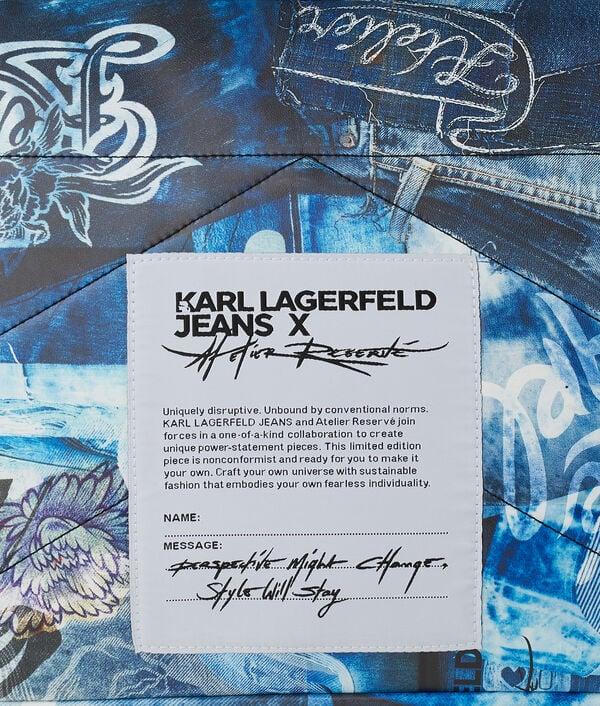 Atelier
KARL LAGERFELD
JEANS X
Atelier Reservé
Uniquely disruptive. Unbound by conventional norms.
KARL LAGERFELD JEANS and Atelier Reservé join
forces in a one-of-a-kind collaboration to create
unique power-statement pieces. This limited edition
piece is nonconformist and ready for you to make it
your own. Craft your own universe with sustainable
fashion that embodies your own fearless individuality.
NAME:
MESSAGE:
Perspective Might Change,
Style Will Stay